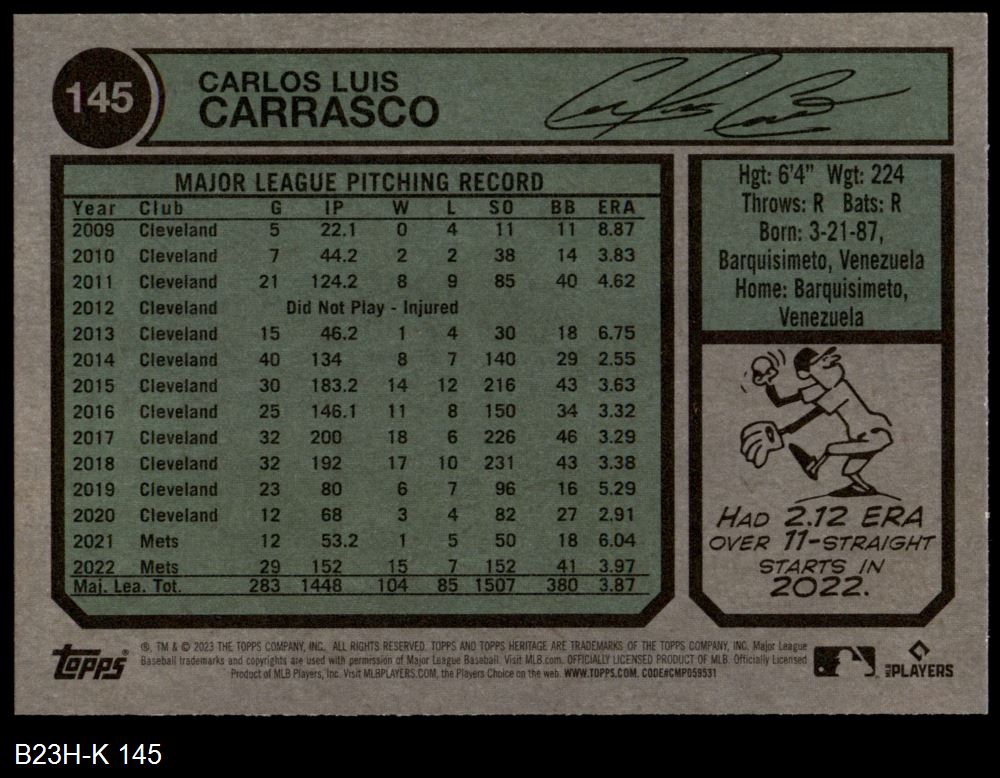 145
CARLOS LUIS
CARRASCO
MAJOR LEAGUE PITCHING RECORD
Year Club G IP W L SO BB ERA
2009 Cleveland 5 22.1 0 4 11 11 8.87
2010 Cleveland 7 44.2 2 2 38 14 3.83
2011 Cleveland 21 124.2 8 9 85 40 4.62
2012 Cleveland Did Not Play - Injured
2013 Cleveland 15 46.2 1 4 30 18 6.75
2014 Cleveland 40 134 8 7 140 29 2.55
2015 Cleveland 30 183.2 14 12 216 43 3.63
2016 Cleveland 25 146.1 11 8 150 34 3.32
2017 Cleveland 32 200 18 6 226 46 3.29
2018 Cleveland 32 192 17 10 231 43 3.38
2019 Cleveland 23 80 6 7 96 16 5.29
2020 Cleveland 12 68 3 4 82 27 2.91
2021 Mets 12 53.2 1 5 50 18 6.04
2022 Mets 29 152 15 7 152 41 3.97
Maj. Lea. Tot. 283 1448 104 85 1507 380 3.87
Hgt: 6'4" Wgt: 224
Throws: R Bats: R
Born: 3-21-87,
Barquisimeto, Venezuela
Home: Barquisimeto,
Venezuela
HAD 2.12 ERA
OVER 11-STRAIGHT
STARTS IN
2022.
topps®
®, TM & © 2023 THE TOPPS COMPANY, INC. ALL RIGHTS RESERVED. TOPPS AND TOPPS HERITAGE ARE TRADEMARKS OF THE TOPPS COMPANY, INC. Major League
Baseball trademarks and copyrights are used with permission of Major League Baseball. Visit MLB.com. OFFICIALLY LICENSED PRODUCT OF MLB. Officially Licensed
Product of MLB Players, Inc. Visit MLBPLAYERS.COM, the Players Choice on the web. WWW.TOPPS.COM. CODE#CMP059531
MLB PLAYERS
B23H-K 145